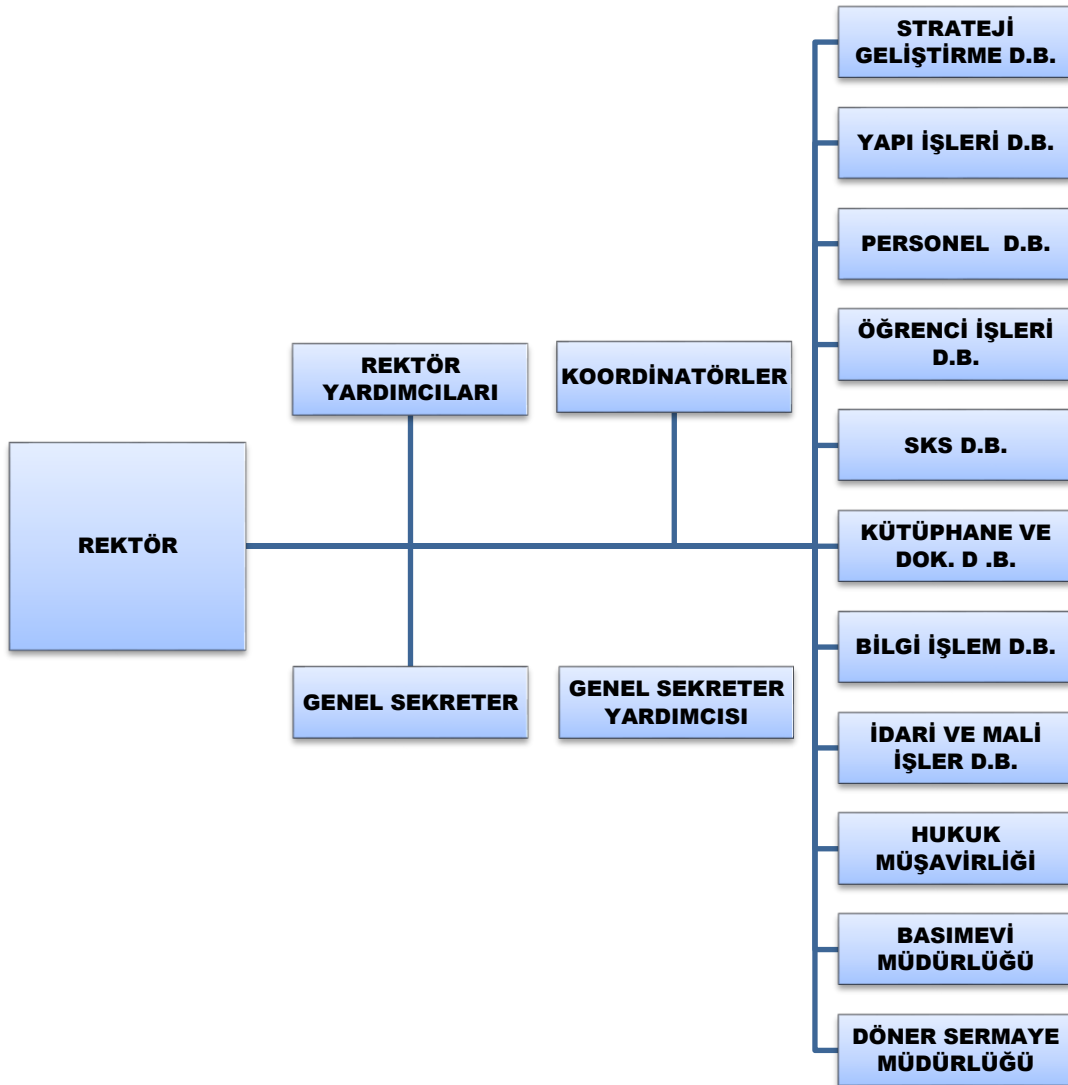 REKTÖR
REKTÖR
YARDIMCILARI
KOORDİNATÖRLER
GENEL SEKRETER
GENEL SEKRETER
YARDIMCISI
STRATEJİ
GELİŞTİRME D.B.
YAPI İŞLERİ D.B.
PERSONEL D.B.
ÖĞRENCİ İŞLERİ
D.B.
SKS D.B.
KÜTÜPHANE VE
DOK. D .B.
BİLGİ İŞLEM D.B.
İDARİ VE MALİ
İŞLER D.B.
HUKUK
MÜŞAVİRLİĞİ
BASIMEVİ
MÜDÜRLÜĞÜ
DÖNER SERMAYE
MÜDÜRLÜĞÜ